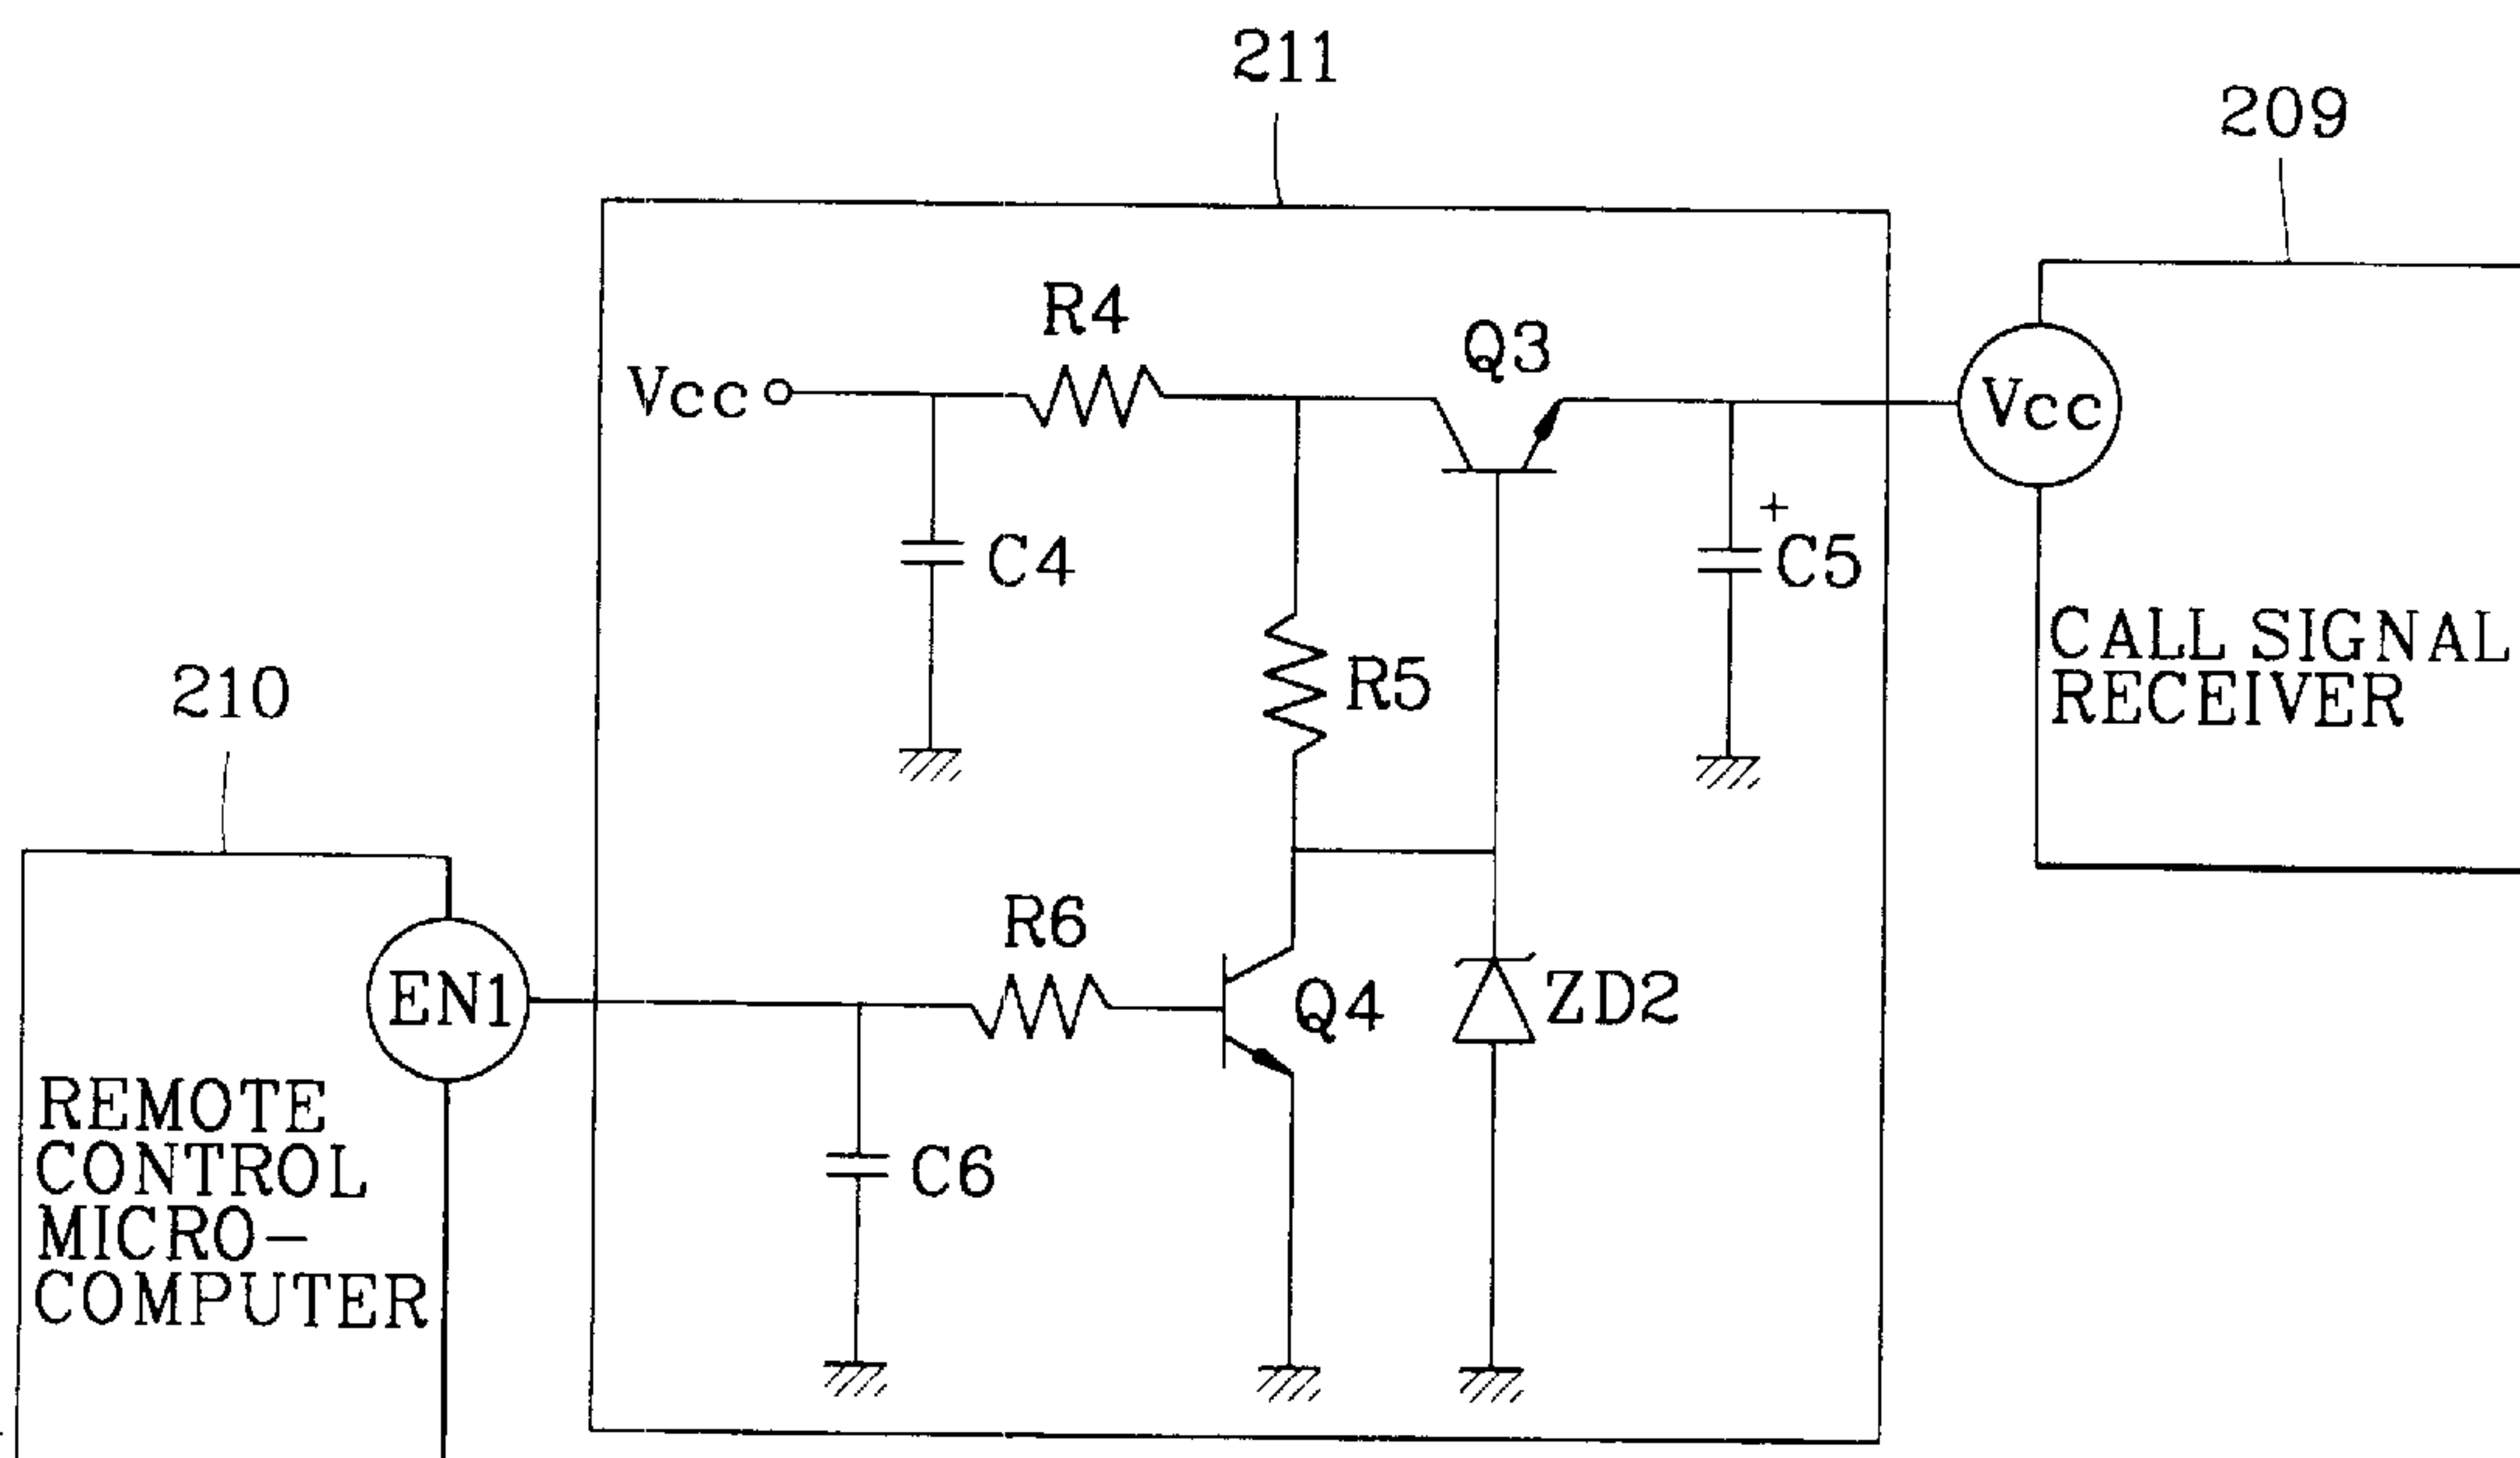 211
209
R4
Q3
Vcc
Vcc
+
C4
C5
CALL SIGNAL
RECEIVER
R5
210
R6
EN1
Q4
ZD2
REMOTE
CONTROL
MICRO-
COMPUTER
C6